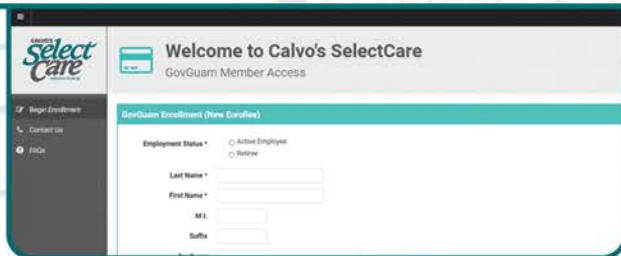 CALVO'S
Select
Care
Welcome to Calvo's SelectCare
GovGuam Member Access
Begin Enrollment
Contact Us
FAQs
GovGuam Enrollment (New Enrollee)
Employment Status *
Active Employee
Retiree
Last Name *
First Name *
M.I.
Suffix